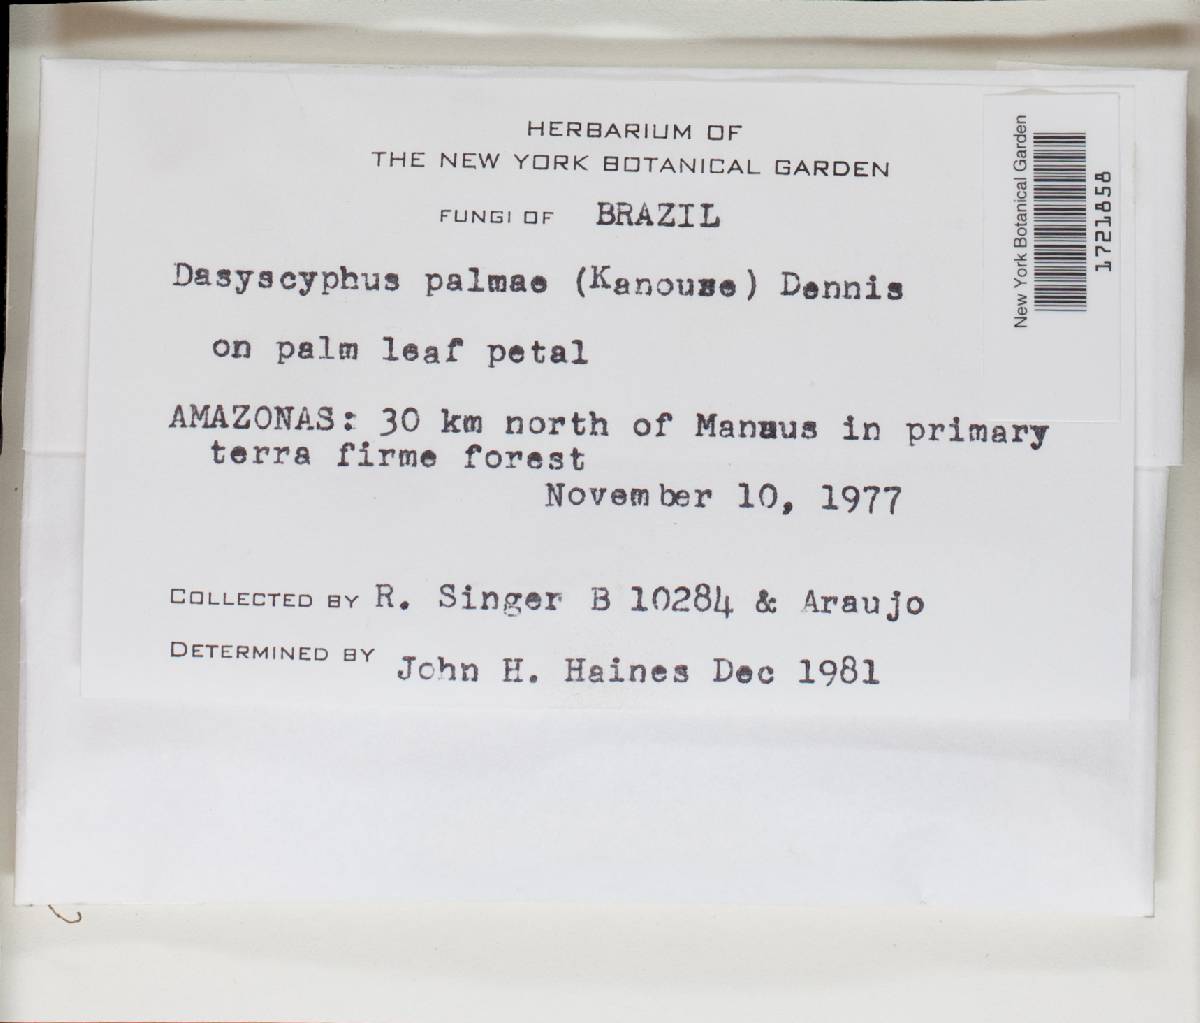 HERBARIUM OF
THE NEW YORK BOTANICAL GARDEN
FUNGI OF BRAZIL
Dasyscyphus palmae (Kanouse) Dennis
on palm leaf petal
AMAZONAS: 30 km north of Manaus in primary
terra firme forest
November 10, 1977
COLLECTED BY R. Singer B 10284 & Araujo
DETERMINED BY John H. Haines Dec 1981
New York Botanical Garden
1721858